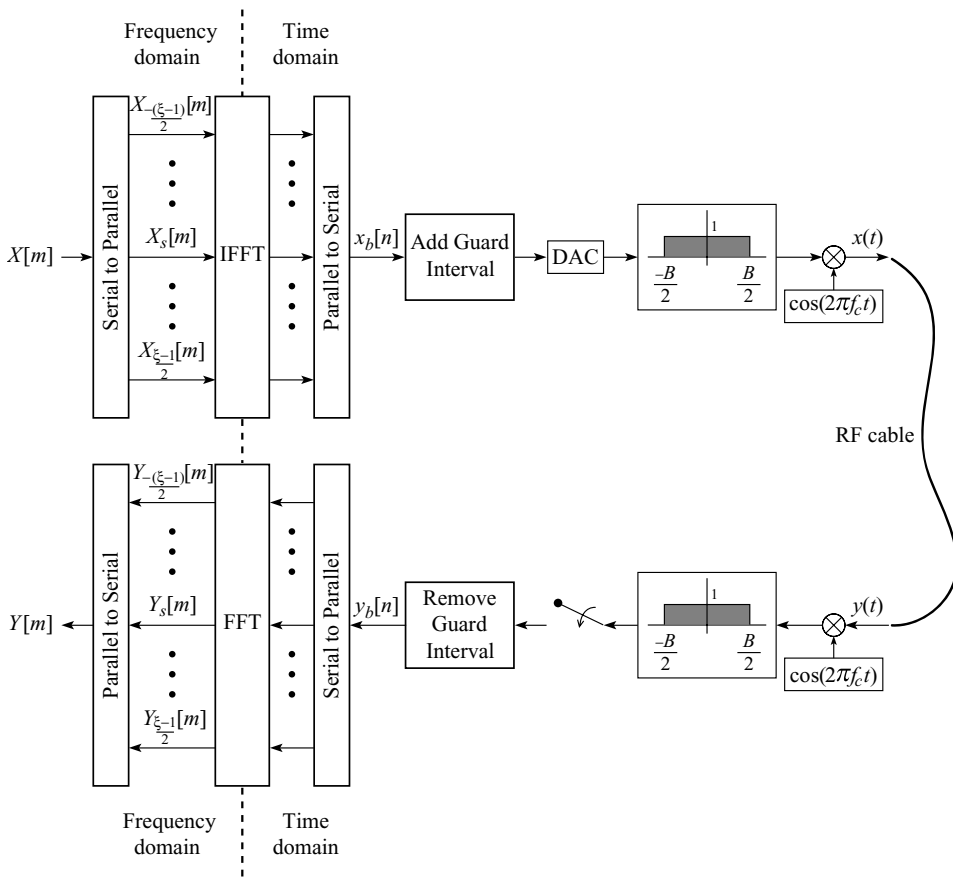 Frequency domain
Time domain
Serial to Parallel
X_{-(ξ-1)/2}[m]
X[m]
X_s[m]
X_{(ξ-1)/2}[m]
IFFT
Parallel to Serial
x_b[n]
Add Guard Interval
DAC
1
-B/2
B/2
x(t)
cos(2πf_ct)
RF cable
Y_{-(ξ-1)/2}[m]
Parallel to Serial
Y[m]
Y_s[m]
Y_{(ξ-1)/2}[m]
FFT
Serial to Parallel
y_b[n]
Remove Guard Interval
1
-B/2
B/2
y(t)
cos(2πf_ct)
Frequency domain
Time domain